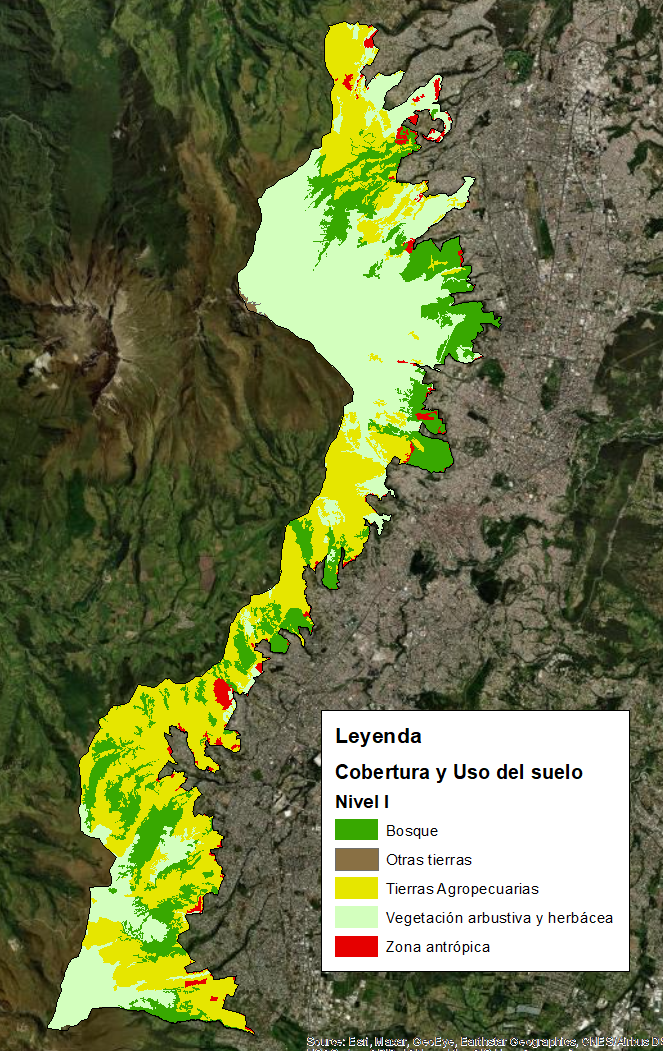 Leyenda
Cobertura y Uso del suelo
Nivel I
Bosque
Otras tierras
Tierras Agropecuarias
Vegetación arbustiva y herbácea
Zona antrópica
Source: Esri, Maxar, GeoEye, Earthstar Geographics, CNES/Airbus DS